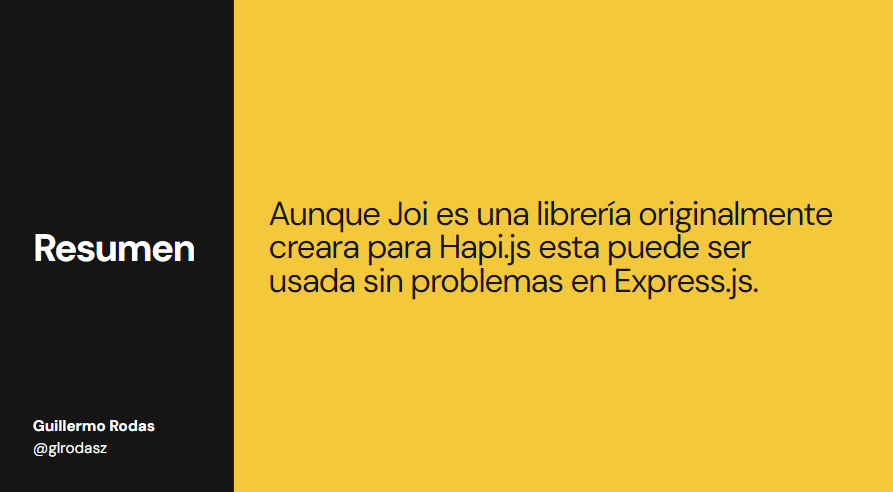 Resumen
Aunque Joi es una librería originalmente
creara para Hapi.js esta puede ser
usada sin problemas en Express.js.
Guillermo Rodas
@glrodasz